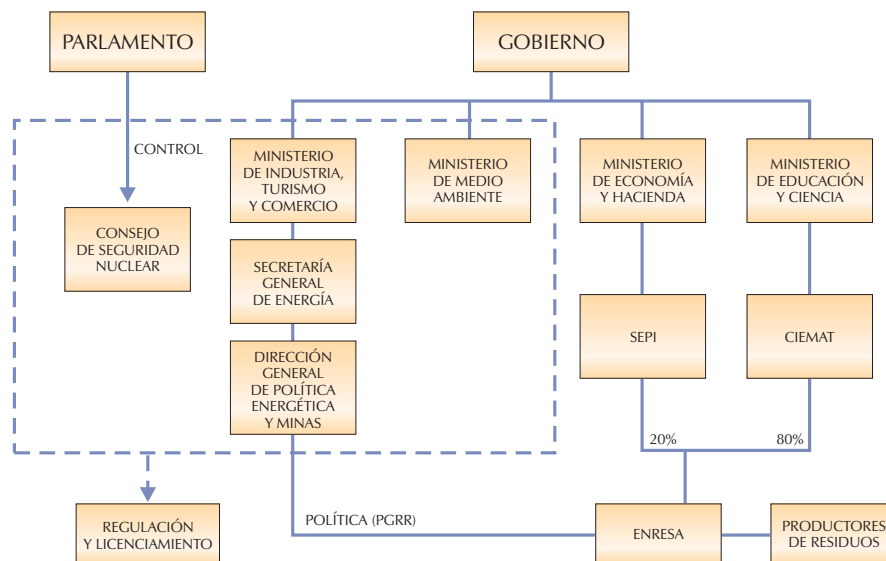 PARLAMENTO
GOBIERNO
CONTROL
MINISTERIO
DE INDUSTRIA,
TURISMO
Y COMERCIO
MINISTERIO
DE MEDIO
AMBIENTE
MINISTERIO
DE ECONOMÍA
Y HACIENDA
MINISTERIO
DE EDUCACIÓN
Y CIENCIA
CONSEJO
DE SEGURIDAD
NUCLEAR
SECRETARÍA
GENERAL
DE ENERGÍA
SEPI
CIEMAT
DIRECCIÓN
GENERAL
DE POLÍTICA
ENERGÉTICA
Y MINAS
20%
80%
REGULACIÓN
Y LICENCIAMIENTO
POLÍTICA (PGRR)
ENRESA
PRODUCTORES
DE RESIDUOS